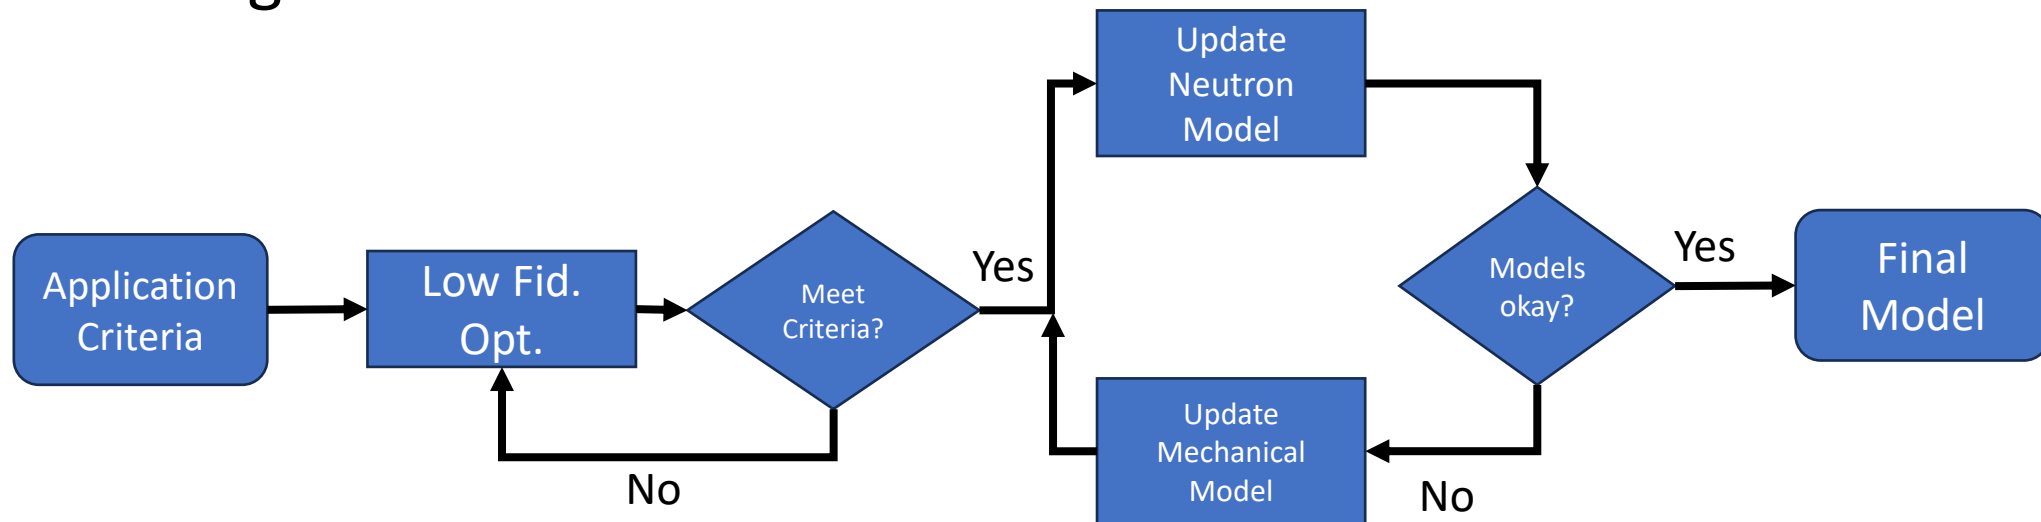 Application
Criteria
Low Fid.
Opt.
Meet
Criteria?
No
Yes
Update
Neutron
Model
Models
okay?
No
Update
Mechanical
Model
Yes
Final
Model